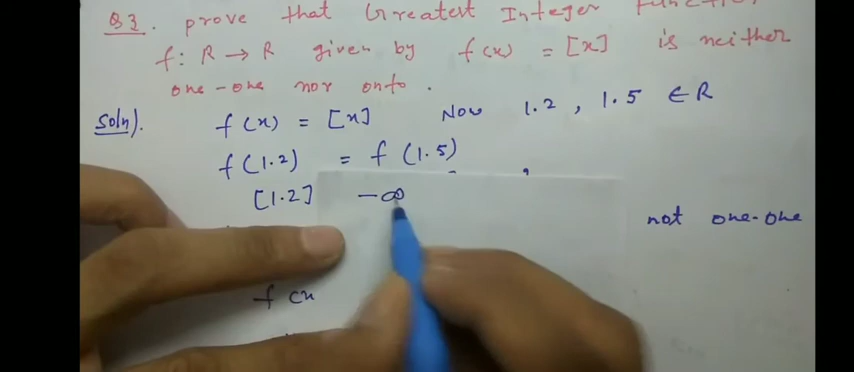 Q3. prove that Greatest Integer
f: R → R given by f(x) = [x] is neither
one-one nor onto.
Soln). f(x) = [x] Now 1.2, 1.5 ∈ R
f(1.2) = f(1.5)
[1.2] -∞
not one-one
f cx